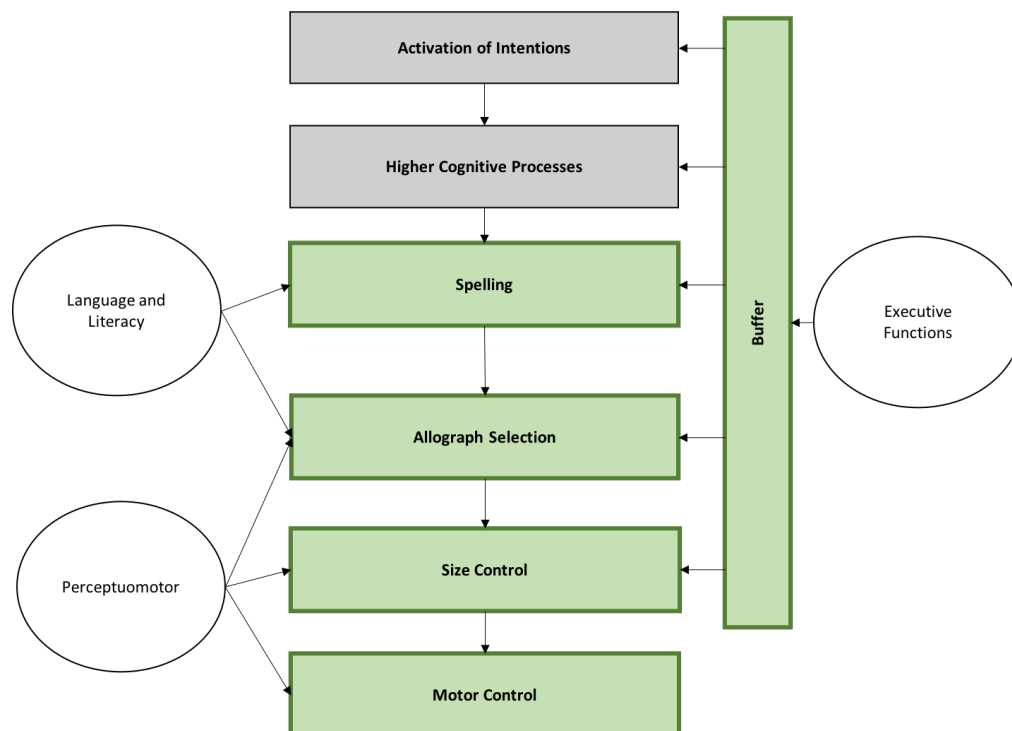 Activation of Intentions
Higher Cognitive Processes
Language and
Literacy
Spelling
Buffer
Executive
Functions
Allograph Selection
Perceptuomotor
Size Control
Motor Control